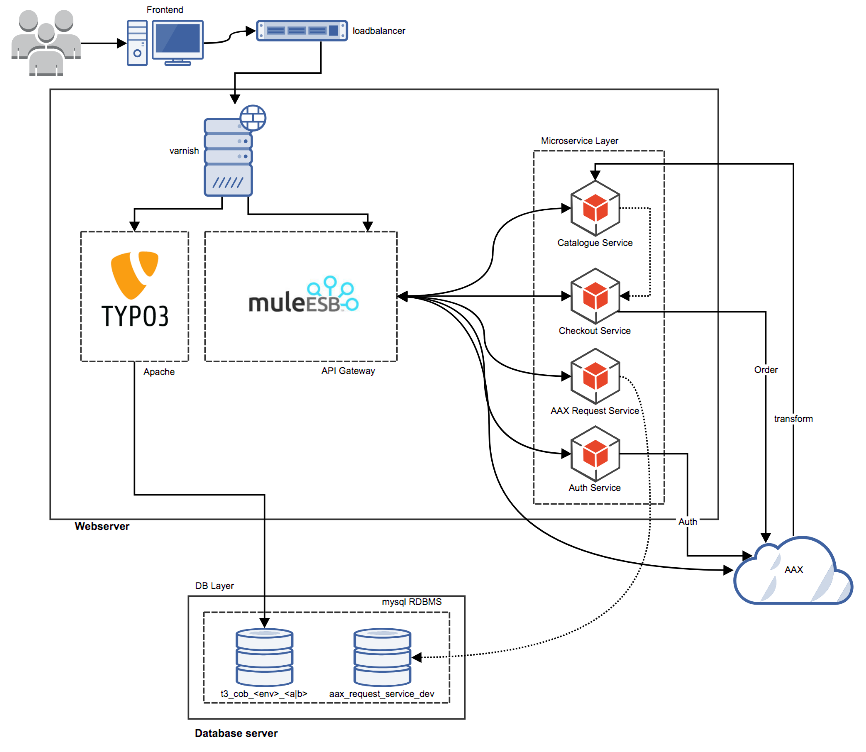 Frontend
loadbalancer
varnish
Microservice Layer
Catalogue Service
TYPO3
muleESB
Checkout Service
Apache
API Gateway
Order
AAX Request Service
transform
Auth Service
Webserver
Auth
AAX
DB Layer
mysql RDBMS
t3_cob_<env>_<a|b>
aax_request_service_dev
Database server